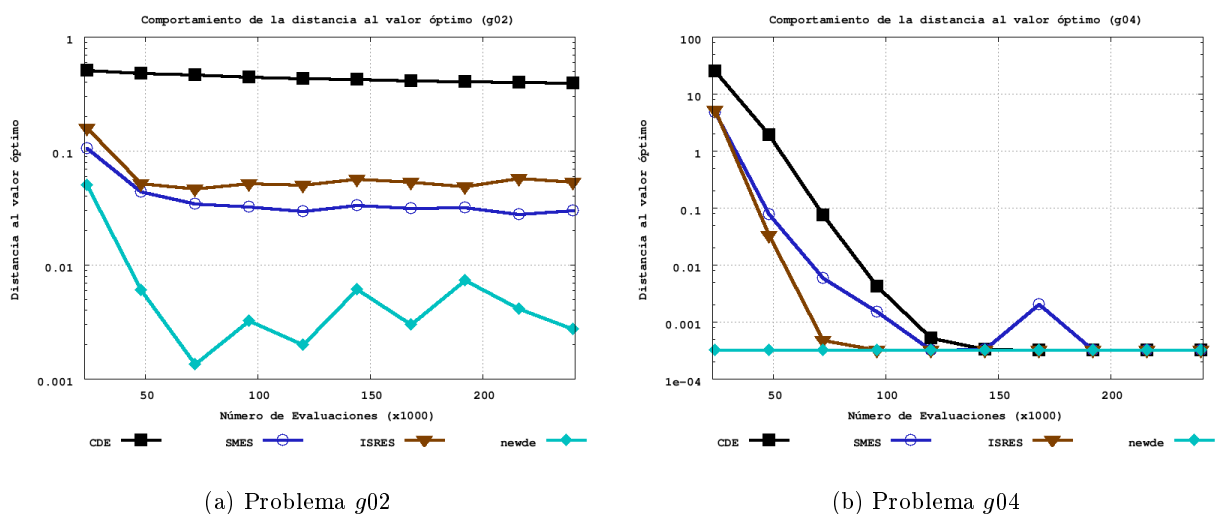 Comportamiento de la distancia al valor óptimo (g02)
1
0.1
0.01
0.001
Distancia al valor óptimo
50 100 150 200
Número de Evaluaciones (x1000)
CDE SMES ISRES newde
(a) Problema g02
Comportamiento de la distancia al valor óptimo (g04)
100
10
1
0.1
0.01
0.001
1e-04
Distancia al valor óptimo
50 100 150 200
Número de Evaluaciones (x1000)
CDE SMES ISRES newde
(b) Problema g04